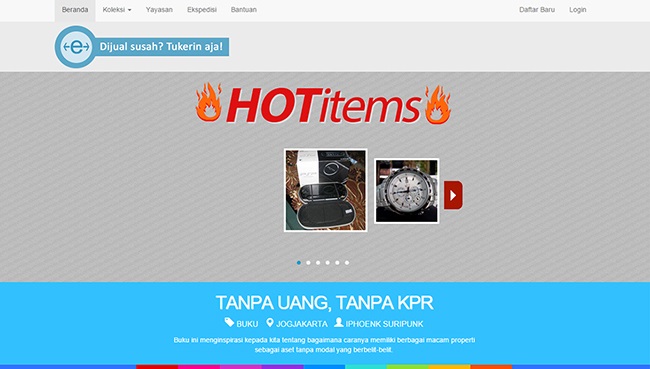 Beranda Koleksi Yayasan Ekspedisi Bantuan Daftar Baru Login
e Dijual susah? Tukerin aja!
HOTitems
TANPA UANG, TANPA KPR
BUKU JOGJAKARTA IPHOENK SURIPUNK
Buku ini menginspirasi kepada kita tentang bagaimana caranya memiliki berbagai macam properti
sebagai aset tanpa modal yang berbelit-belit.